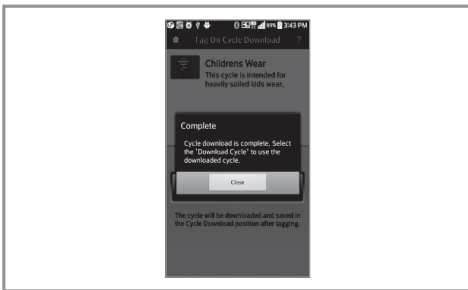 89% 3:43 PM
Tag On Cycle Download ?
Childrens Wear
This cycle is intended for
heavily soiled kids wear,
Complete
Cycle download is complete. Select
the 'Download Cycle' to use the
downloaded cycle.
Close
The cycle will be downloaded and saved in
the Cycle Download position after tagging.